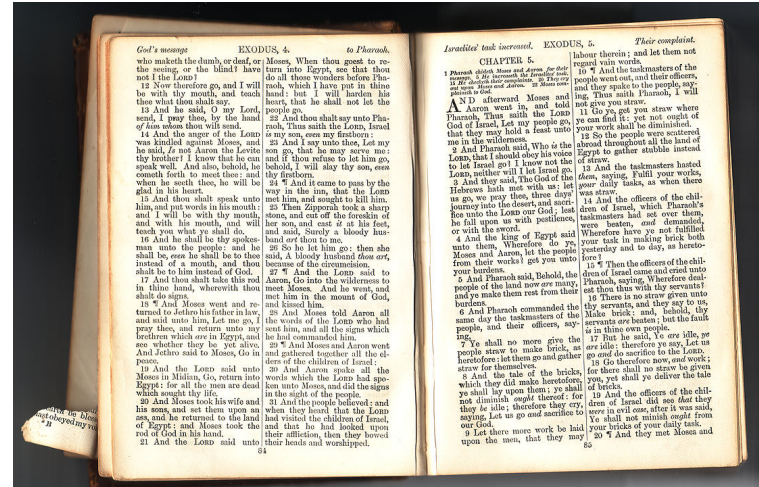 God's message EXODUS, 4. to Pharaoh.
who maketh the dumb, or deaf, or
the seeing, or the blind? have
not I the LORD?
12 Now therefore go, and I will
be with thy mouth, and teach
thee what thou shalt say.
13 And he said, O my Lord,
send, I pray thee, by the hand
of him whom thou wilt send.
14 And the anger of the LORD
was kindled against Moses, and
he said, Is not Aaron the Levite
thy brother? I know that he can
speak well. And also, behold, he
cometh forth to meet thee: and
when he seeth thee, he will be
glad in his heart.
15 And thou shalt speak unto
him, and put words in his mouth:
and I will be with thy mouth,
and with his mouth, and will
teach you what ye shall do.
16 And he shall be thy spokes-
man unto the people: and he
shall be, even he shall be to thee
instead of a mouth, and thou
shalt be to him instead of God.
17 And thou shalt take this rod
in thine hand, wherewith thou
shalt do signs.
18 ¶ And Moses went and re-
turned to Jethro his father in law,
and said unto him, Let me go, I
pray thee, and return unto my
brethren which are in Egypt, and
see whether they be yet alive.
And Jethro said to Moses, Go in
peace.
19 And the LORD said unto
Moses in Midian, Go, return into
Egypt: for all the men are dead
which sought thy life.
20 And Moses took his wife and
his sons, and set them upon an
ass, and he returned to the land
of Egypt: and Moses took the
rod of God in his hand.
21 And the LORD said unto
Moses, When thou goest to re-
turn into Egypt, see that thou
do all those wonders before Pha-
raoh, which I have put in thine
hand: but I will harden his
heart, that he shall not let the
people go.
22 And thou shalt say unto Pha-
raoh, Thus saith the LORD, Israel
is my son, even my firstborn:
23 And I say unto thee, Let my
son go, that he may serve me:
and if thou refuse to let him go,
behold, I will slay thy son, even
thy firstborn.
24 ¶ And it came to pass by the
way in the inn, that the LORD
met him, and sought to kill him.
25 Then Zipporah took a sharp
stone, and cut off the foreskin of
her son, and cast it at his feet,
and said, Surely a bloody hus-
band art thou to me.
26 So he let him go: then she
said, A bloody husband thou art,
because of the circumcision.
27 ¶ And the LORD said to
Aaron, Go into the wilderness to
meet Moses. And he went, and
met him in the mount of God,
and kissed him.
28 And Moses told Aaron all
the words of the LORD who had
sent him, and all the signs which
he had commanded him.
29 ¶ And Moses and Aaron went
and gathered together all the el-
ders of the children of Israel:
30 And Aaron spake all the
words which the LORD had spo-
ken unto Moses, and did the signs
in the sight of the people.
31 And the people believed: and
when they heard that the LORD
had visited the children of Israel,
and that he had looked upon
their affliction, then they bowed
their heads and worshipped.
84
Israelites' task increased. EXODUS, 5. Their complaint.
CHAPTER 5.
1 Pharaoh chideth Moses and Aaron for their
message. 5 He increaseth the Israelites' task.
15 He checketh their complaints. 20 They cry
out upon Moses and Aaron. 22 Moses com-
plaineth to God.
AND afterward Moses and
Aaron went in, and told
Pharaoh, Thus saith the LORD
God of Israel, Let my people go,
that they may hold a feast unto
me in the wilderness.
2 And Pharaoh said, Who is the
LORD, that I should obey his voice
to let Israel go? I know not the
LORD, neither will I let Israel go.
3 And they said, The God of the
Hebrews hath met with us: let
us go, we pray thee, three days'
journey into the desert, and sacri-
fice unto the LORD our God; lest
he fall upon us with pestilence,
or with the sword.
4 And the king of Egypt said
unto them, Wherefore do ye,
Moses and Aaron, let the people
from their works? get you unto
your burdens.
5 And Pharaoh said, Behold, the
people of the land now are many,
and ye make them rest from their
burdens.
6 And Pharaoh commanded the
same day the taskmasters of the
people, and their officers, say-
ing,
7 Ye shall no more give the
people straw to make brick, as
heretofore: let them go and gather
straw for themselves.
8 And the tale of the bricks,
which they did make heretofore,
ye shall lay upon them; ye shall
not diminish ought thereof: for
they be idle; therefore they cry,
saying, Let us go and sacrifice to
our God.
9 Let there more work be laid
upon the men, that they may
labour therein; and let them not
regard vain words.
10 ¶ And the taskmasters of the
people went out, and their officers,
and they spake to the people, say-
ing, Thus saith Pharaoh, I will
not give you straw.
11 Go ye, get you straw where
ye can find it: yet not ought of
your work shall be diminished.
12 So the people were scattered
abroad throughout all the land of
Egypt to gather stubble instead
of straw.
13 And the taskmasters hasted
them, saying, Fulfil your works,
your daily tasks, as when there
was straw.
14 And the officers of the chil-
dren of Israel, which Pharaoh's
taskmasters had set over them,
were beaten, and demanded,
Wherefore have ye not fulfilled
your task in making brick both
yesterday and to day, as hereto-
fore?
15 ¶ Then the officers of the chil-
dren of Israel came and cried unto
Pharaoh, saying, Wherefore deal-
est thou thus with thy servants?
16 There is no straw given unto
thy servants, and they say to us,
Make brick: and, behold, thy
servants are beaten; but the fault
is in thine own people.
17 But he said, Ye are idle, ye
are idle: therefore ye say, Let us
go and do sacrifice to the LORD.
18 Go therefore now, and work;
for there shall no straw be given
you, yet shall ye deliver the tale
of bricks.
19 And the officers of the chil-
dren of Israel did see that they
were in evil case, after it was said,
Ye shall not minish ought from
your bricks of your daily task.
20 ¶ And they met Moses and
85
earth be bless
hast obeyed my vo
B